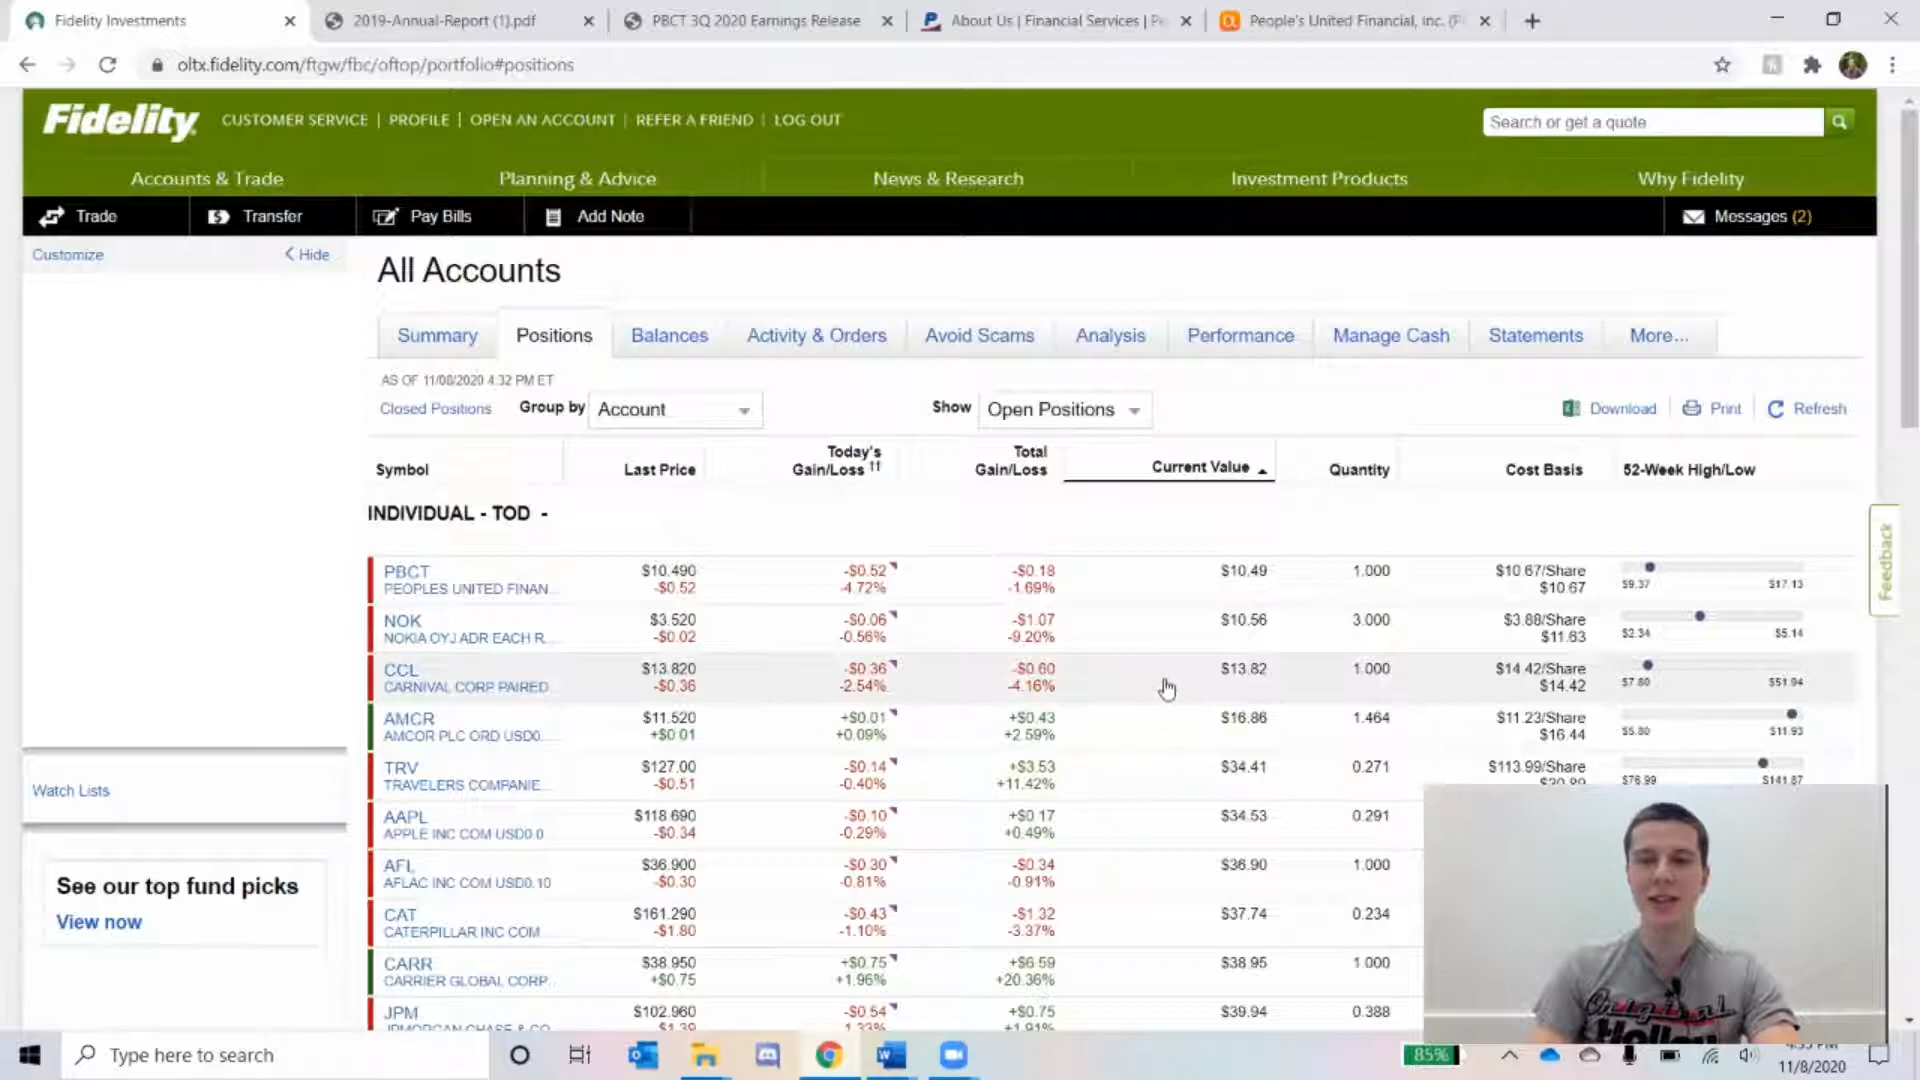 Fidelity Investments
2019-Annual-Report (1).pdf
PBCT 3Q 2020 Earnings Release
About Us | Financial Services | Pe
People's United Financial, Inc. (P
oltx.fidelity.com/ftgw/fbc/oftop/portfolio#positions
Fidelity
CUSTOMER SERVICE | PROFILE | OPEN AN ACCOUNT | REFER A FRIEND | LOG OUT
Search or get a quote
Accounts & Trade
Planning & Advice
News & Research
Investment Products
Why Fidelity
Trade
Transfer
Pay Bills
Add Note
Messages (2)
Customize
Hide
All Accounts
Summary
Positions
Balances
Activity & Orders
Avoid Scams
Analysis
Performance
Manage Cash
Statements
More...
AS OF 11/08/2020 4:32 PM ET
Closed Positions
Group by
Account
Show
Open Positions
Download
Print
Refresh
Symbol
Last Price
Today's
Gain/Loss ††
Total
Gain/Loss
Current Value
Quantity
Cost Basis
52-Week High/Low
INDIVIDUAL - TOD -
PBCT $10.490 -$0.52 -$0.18 $10.49 1.000 $10.67/Share
PEOPLES UNITED FINAN... -$0.52 -4.72% -1.69% $10.67 $9.37 $17.13
NOK $3.520 -$0.06 -$1.07 $10.56 3.000 $3.88/Share
NOKIA OYJ ADR EACH R... -$0.02 -0.56% -9.20% $11.63 $2.34 $5.14
CCL $13.820 -$0.36 -$0.60 $13.82 1.000 $14.42/Share
CARNIVAL CORP PAIRED... -$0.36 -2.54% -4.16% $14.42 $7.80 $51.94
AMCR $11.520 +$0.01 +$0.43 $16.86 1.464 $11.23/Share
AMCOR PLC ORD USD0.... +$0.01 +0.09% +2.59% $16.44 $5.80 $11.93
TRV $127.00 -$0.14 +$3.53 $34.41 0.271 $113.99/Share
TRAVELERS COMPANIE... -$0.51 -0.40% +11.42% $30.89 $76.99 $141.87
AAPL $118.690 -$0.10 +$0.17 $34.53 0.291
APPLE INC COM USD0.0... -$0.34 -0.29% +0.49%
AFL $36.900 -$0.30 -$0.34 $36.90 1.000
AFLAC INC COM USD0.10 -$0.30 -0.81% -0.91%
CAT $161.290 -$0.43 -$1.32 $37.74 0.234
CATERPILLAR INC COM -$1.80 -1.10% -3.37%
CARR $38.950 +$0.75 +$6.59 $38.95 1.000
CARRIER GLOBAL CORP... +$0.75 +1.96% +20.36%
JPM $102.960 -$0.54 +$0.75 $39.94 0.388
JPMORGAN CHASE & CO -$1.39 -1.33% +1.91%
Watch Lists
See our top fund picks
View now
Feedback
Original
Type here to search
85%
11/8/2020